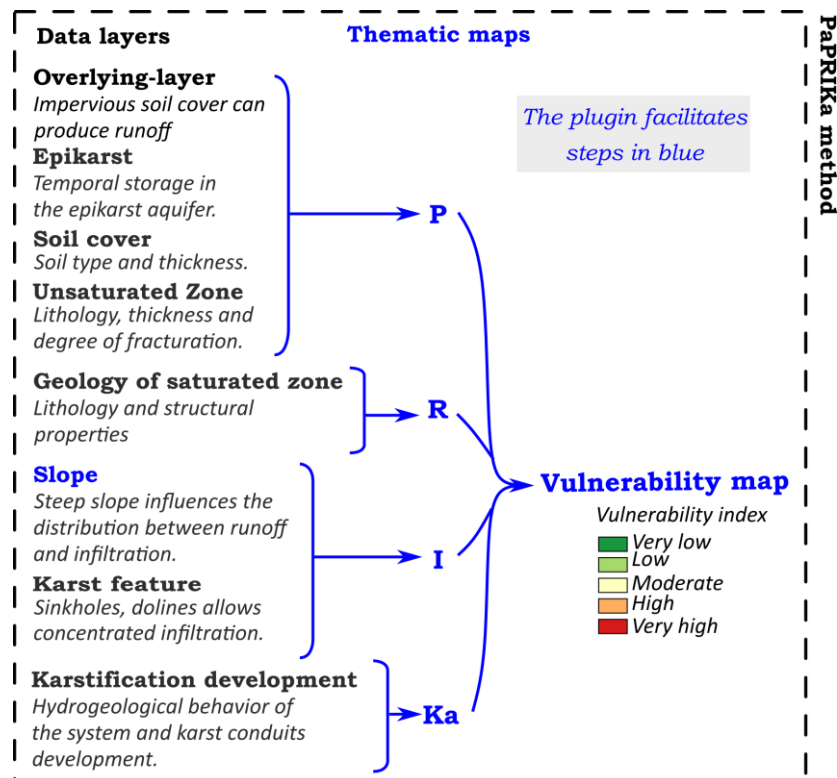 Data layers
Thematic maps
PaPRIKa method
Overlying-layer
Impervious soil cover can
produce runoff
The plugin facilitates
steps in blue
Epikarst
Temporal storage in
the epikarst aquifer.
P
Soil cover
Soil type and thickness.
Unsaturated Zone
Lithology, thickness and
degree of fracturation.
Geology of saturated zone
Lithology and structural
properties
R
Slope
Steep slope influences the
distribution between runoff
and infiltration.
I
Karst feature
Sinkholes, dolines allows
concentrated infiltration.
Karstification development
Hydrogeological behavior of
the system and karst conduits
development.
Ka
Vulnerability map
Vulnerability index
Very low
Low
Moderate
High
Very high